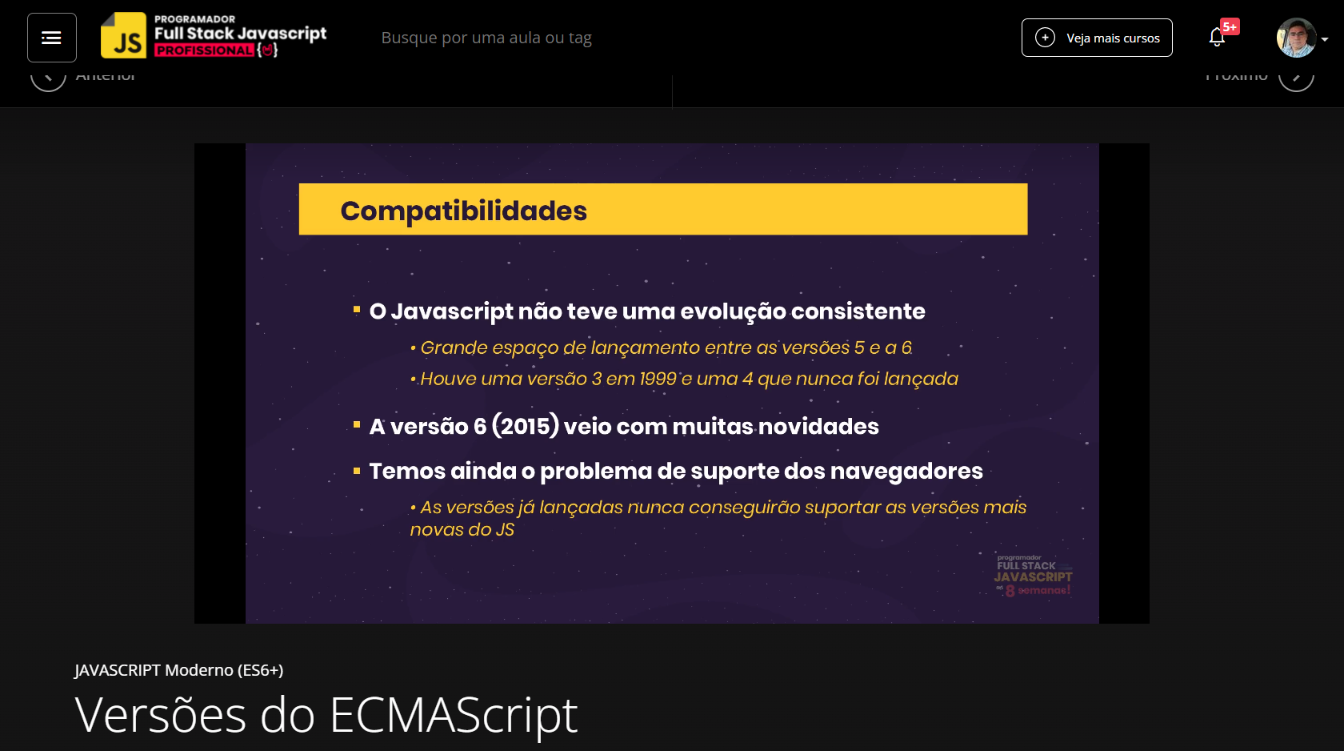 PROGRAMADOR
Full Stack Javascript
PROFISSIONAL {
JS
Busque por uma aula ou tag
Veja mais cursos
5+
Anterior
Próximo
Compatibilidades
O Javascript não teve uma evolução consistente
• Grande espaço de lançamento entre as versões 5 e a 6
• Houve uma versão 3 em 1999 e uma 4 que nunca foi lançada
A versão 6 (2015) veio com muitas novidades
Temos ainda o problema de suporte dos navegadores
• As versões já lançadas nunca conseguirão suportar as versões mais
novas do JS
programador
FULL STACK
JAVASCRIPT
8 semanas!
JAVASCRIPT Moderno (ES6+)
Versões do ECMAScript